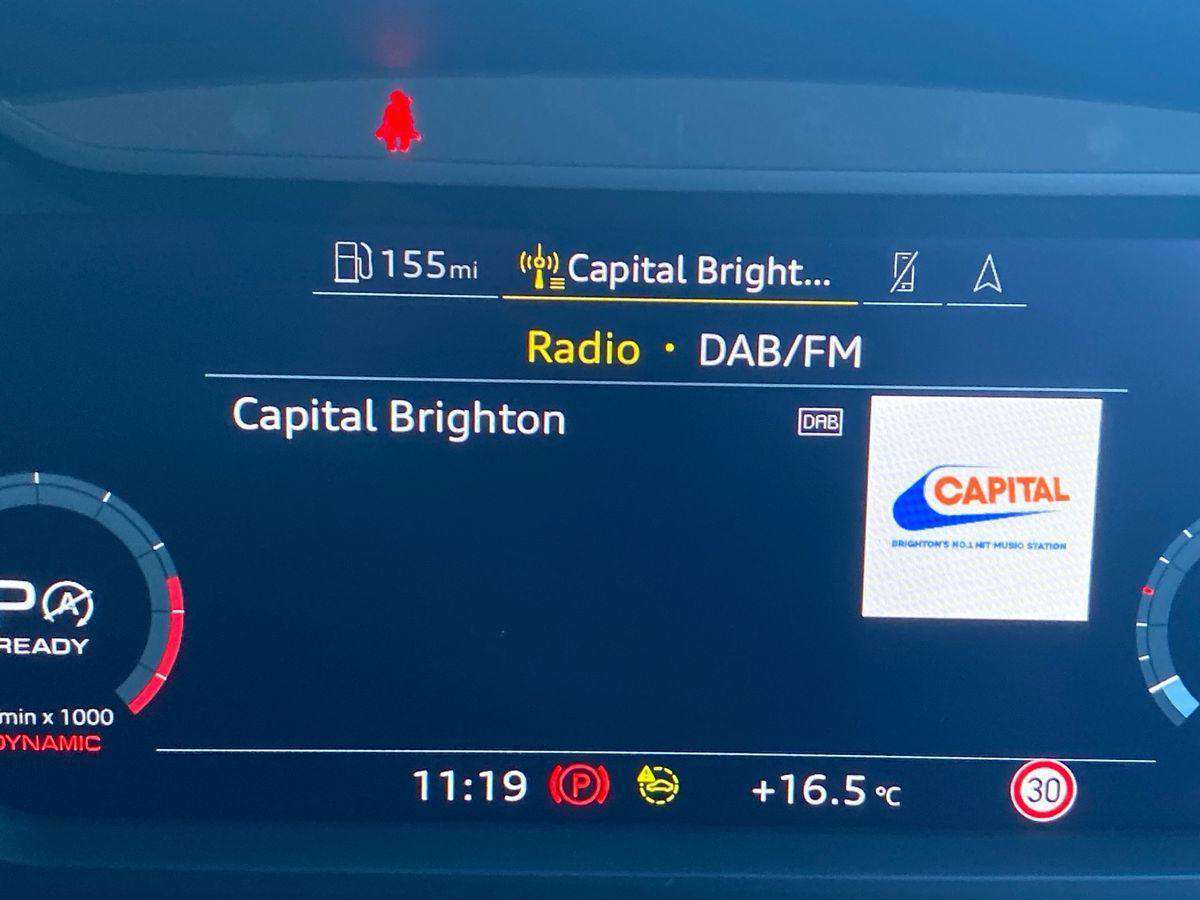 155mi
Capital Bright...
Radio • DAB/FM
Capital Brighton
DAB
CAPITAL
BRIGHTON'S NO.1 HIT MUSIC STATION
P
A
READY
min x 1000
DYNAMIC
11:19
P
+16.5 °C
30